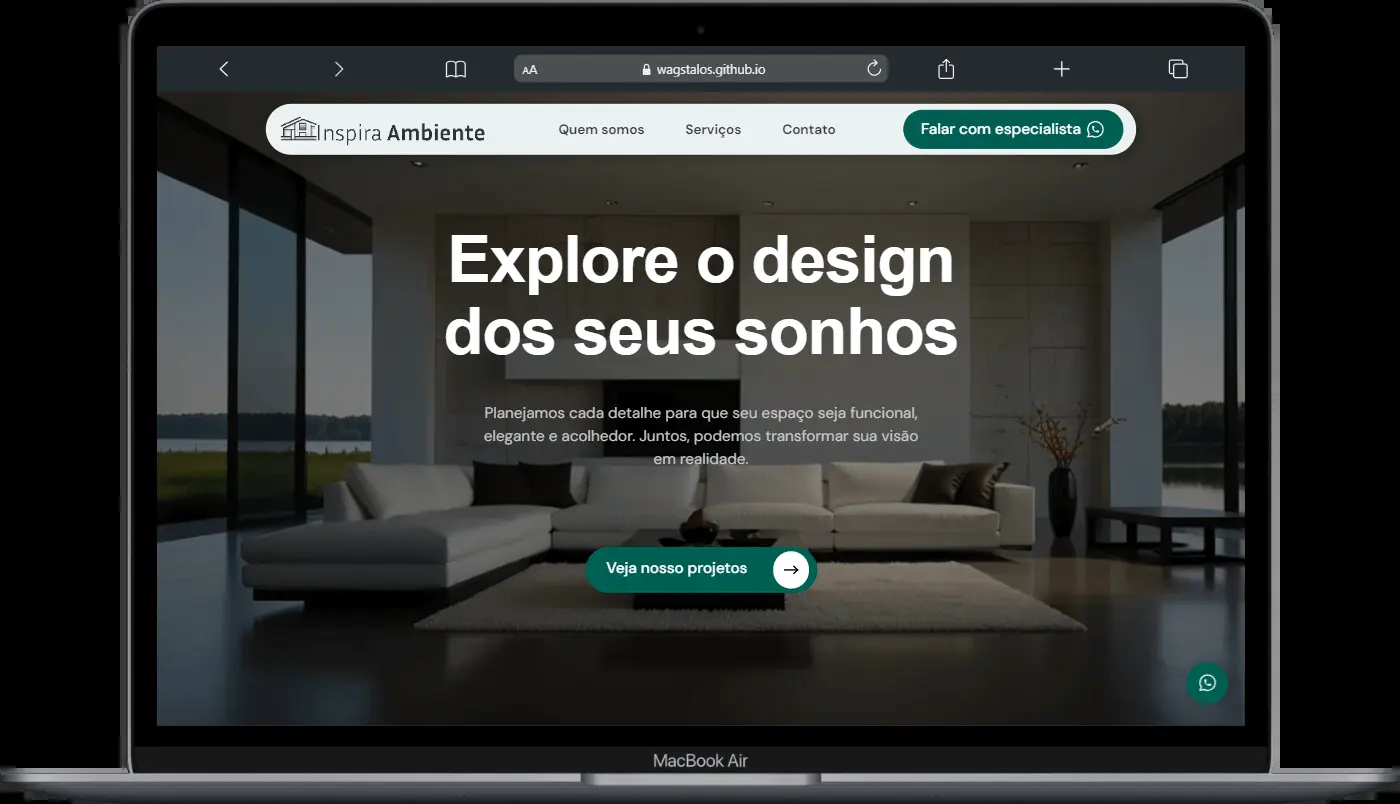 AA wagstalos.github.io
Inspira Ambiente Quem somos Serviços Contato Falar com especialista
Explore o design
dos seus sonhos
Planejamos cada detalhe para que seu espaço seja funcional,
elegante e acolhedor. Juntos, podemos transformar sua visão
em realidade.
Veja nosso projetos
MacBook Air